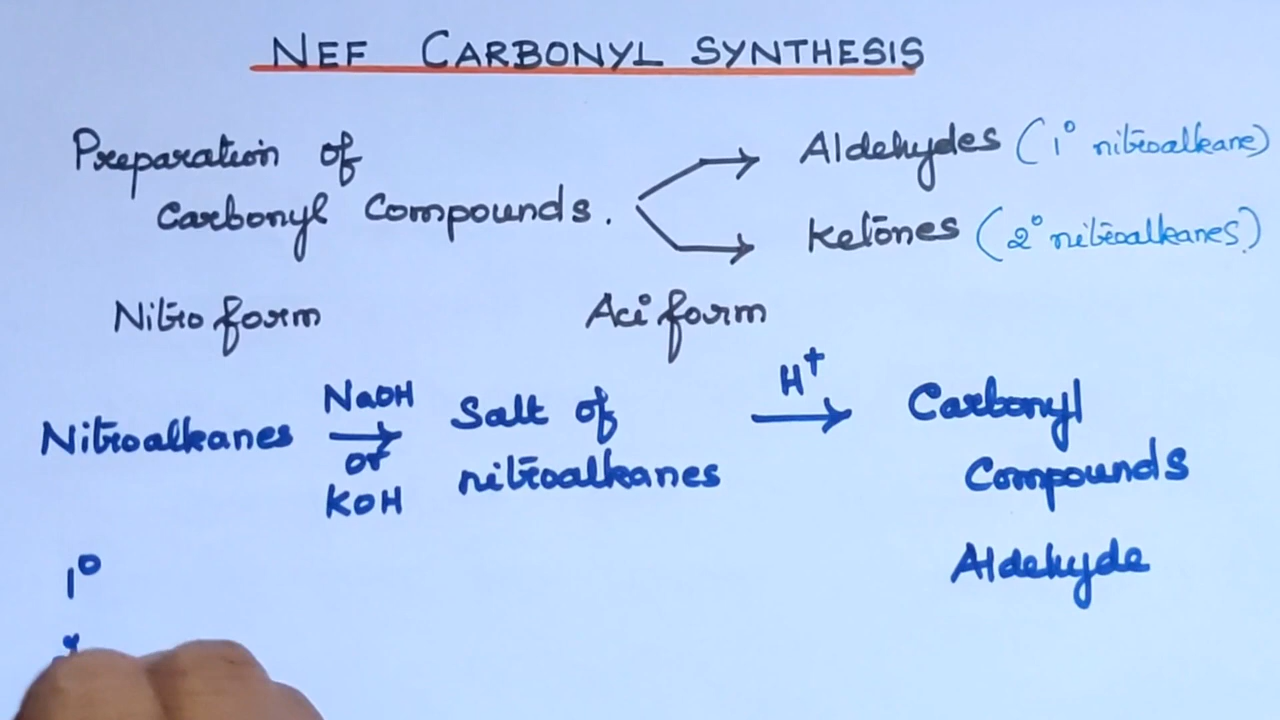 NEF CARBONYL SYNTHESIS
Preparation of
Carbonyl Compounds.
Aldehydes (1° nitroalkane)
Ketones (2° nitroalkanes)
Nitro form
Aci form
Nitroalkanes
NaOH
or
KOH
Salt of
nitroalkanes
H+
Carbonyl
Compounds
1°
Aldehyde